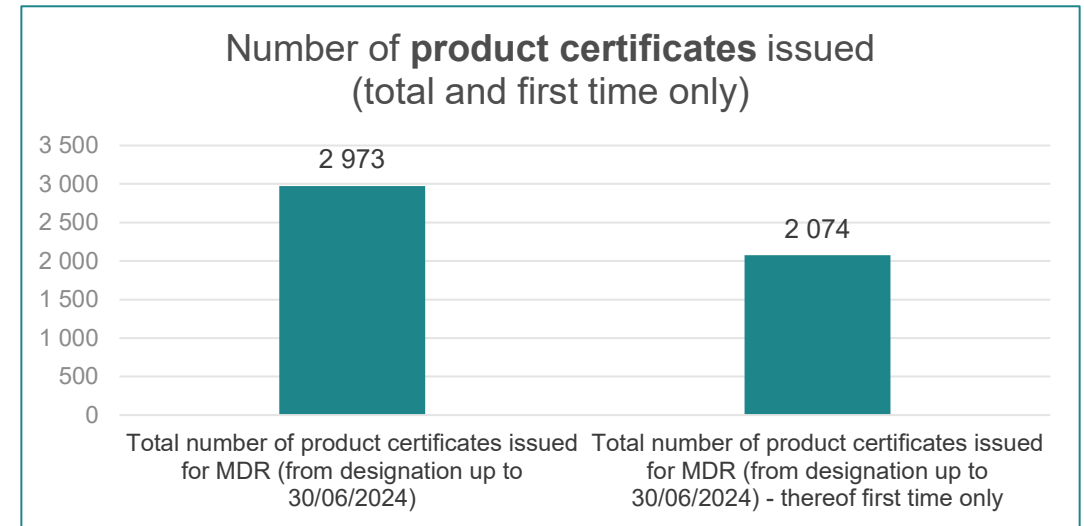 Number of product certificates issued
(total and first time only)
3 500
3 000
2 500
2 000
1 500
1 000
500
0
2 973
2 074
Total number of product certificates issued
for MDR (from designation up to
30/06/2024)
Total number of product certificates issued
for MDR (from designation up to
30/06/2024) - thereof first time only